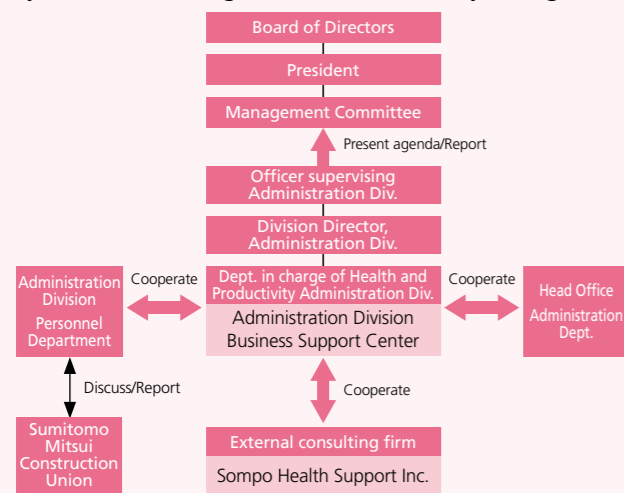 Board of Directors
President
Management Committee
Present agenda/Report
Officer supervising
Administration Div.
Division Director,
Administration Div.
Administration
Division
Personnel
Department
Cooperate
Dept. in charge of Health and
Productivity Administration Div.
Administration Division
Business Support Center
Cooperate
Head Office
Administration
Dept.
Discuss/Report
Cooperate
Sumitomo
Mitsui
Construction
Union
External consulting firm
Sompo Health Support Inc.